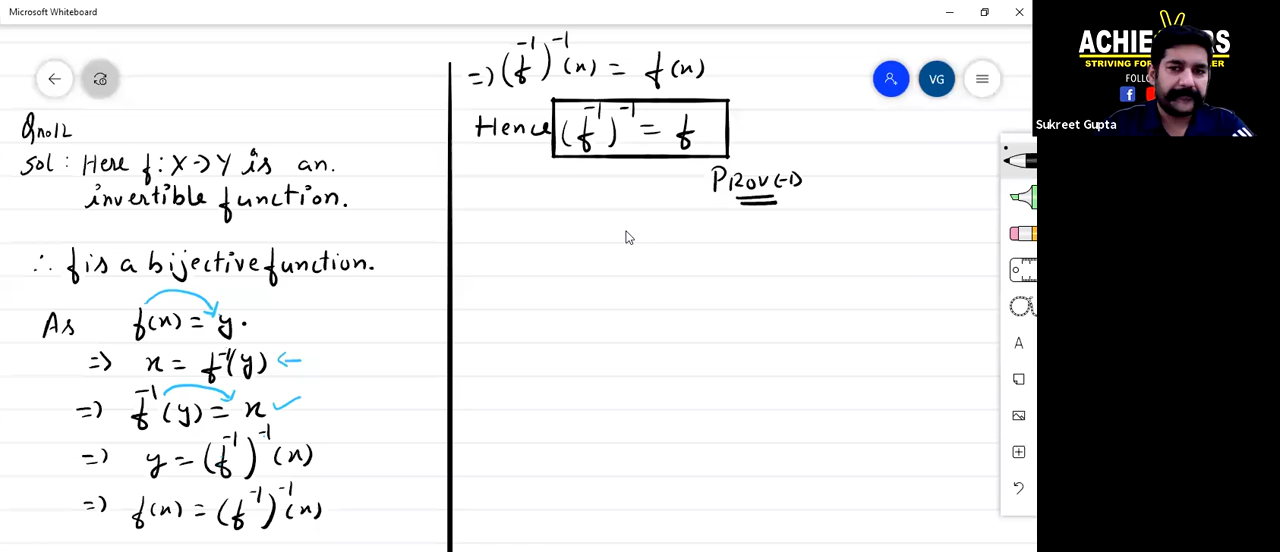 Microsoft Whiteboard
Qno12
Sol: Here f: X→Y is an
invertible function.
∴ f is a bijective function.
As f(x) = y.
=> x = f⁻¹(y) ←
=> f⁻¹(y) = x ✓
=> y = (f⁻¹)⁻¹(x)
=> f(x) = (f⁻¹)⁻¹(x)
=> (f⁻¹)⁻¹(x) = f(x)
Hence (f⁻¹)⁻¹ = f
PROVED
VG
A
STRIVING FOR
FOLLO
Sukreet Gupta